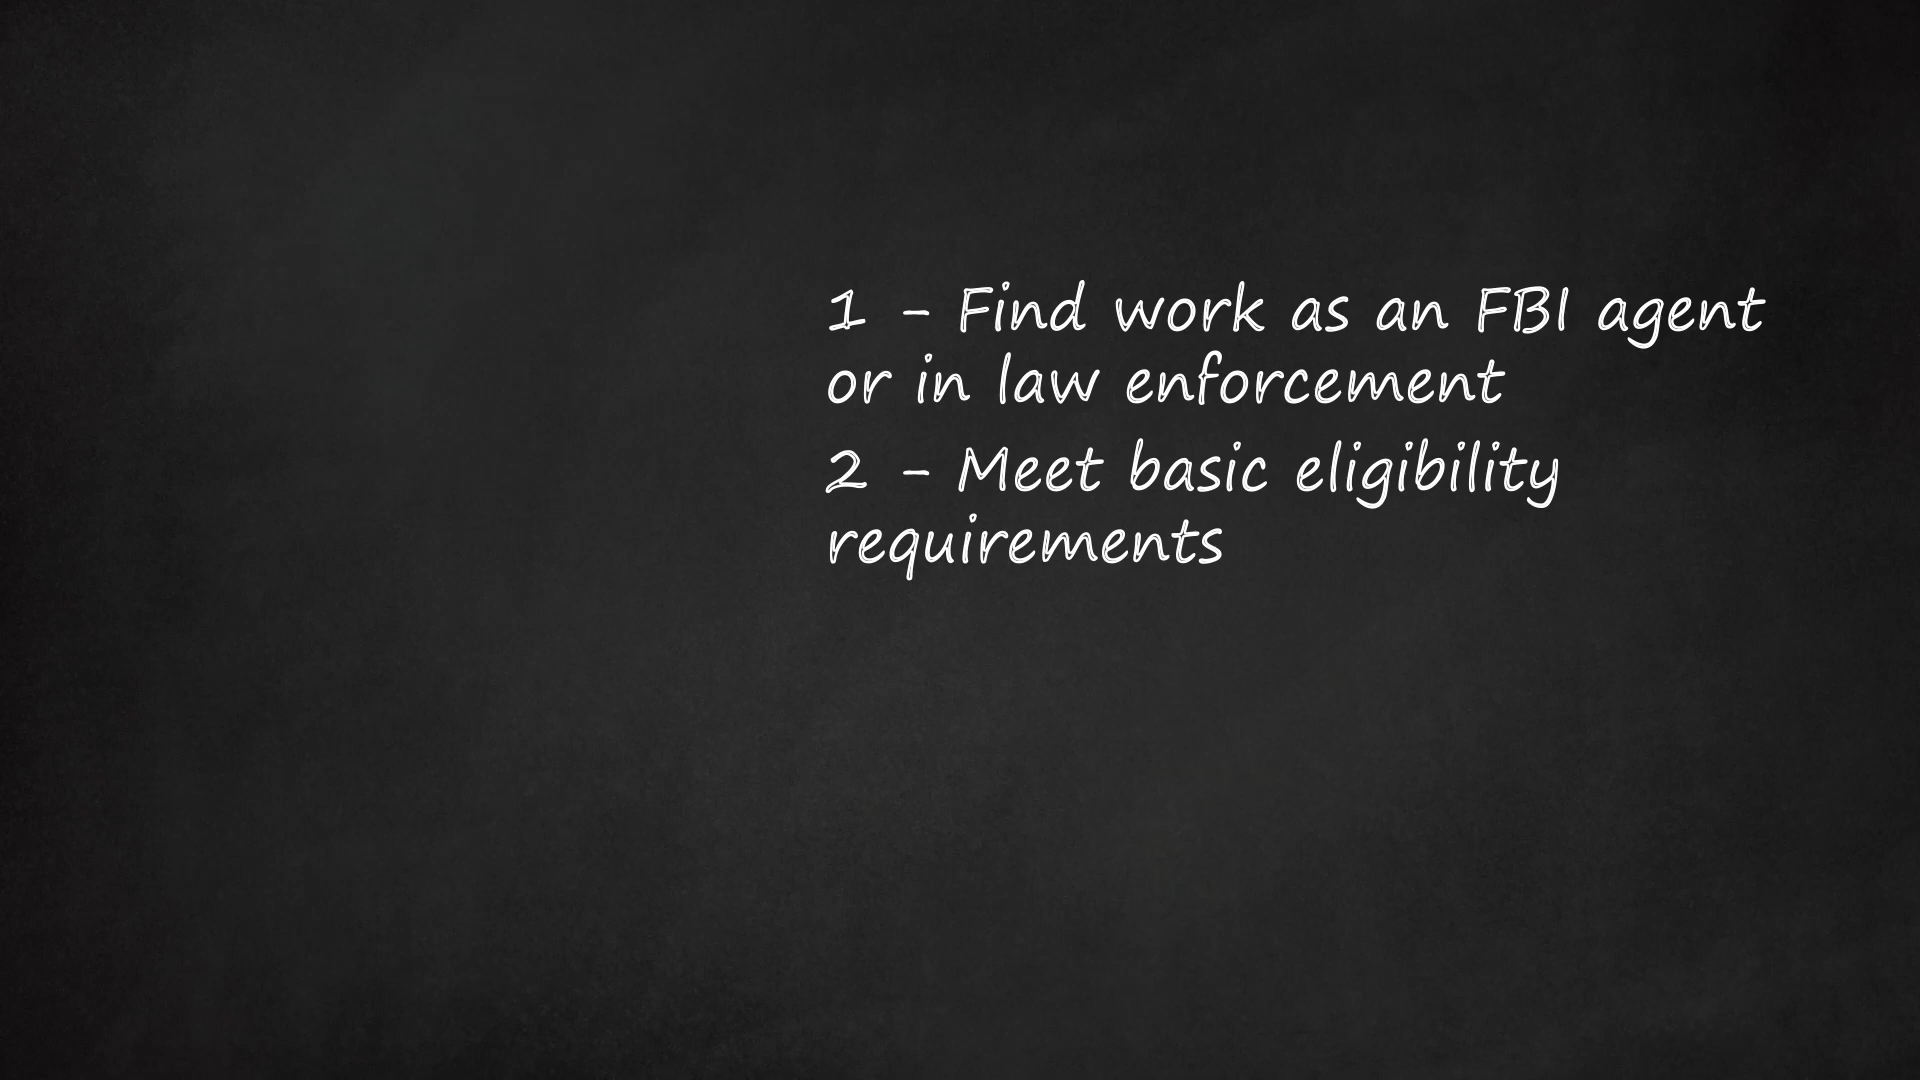 1 - Find work as an FBI agent
or in law enforcement
2 - Meet basic eligibility
requirements